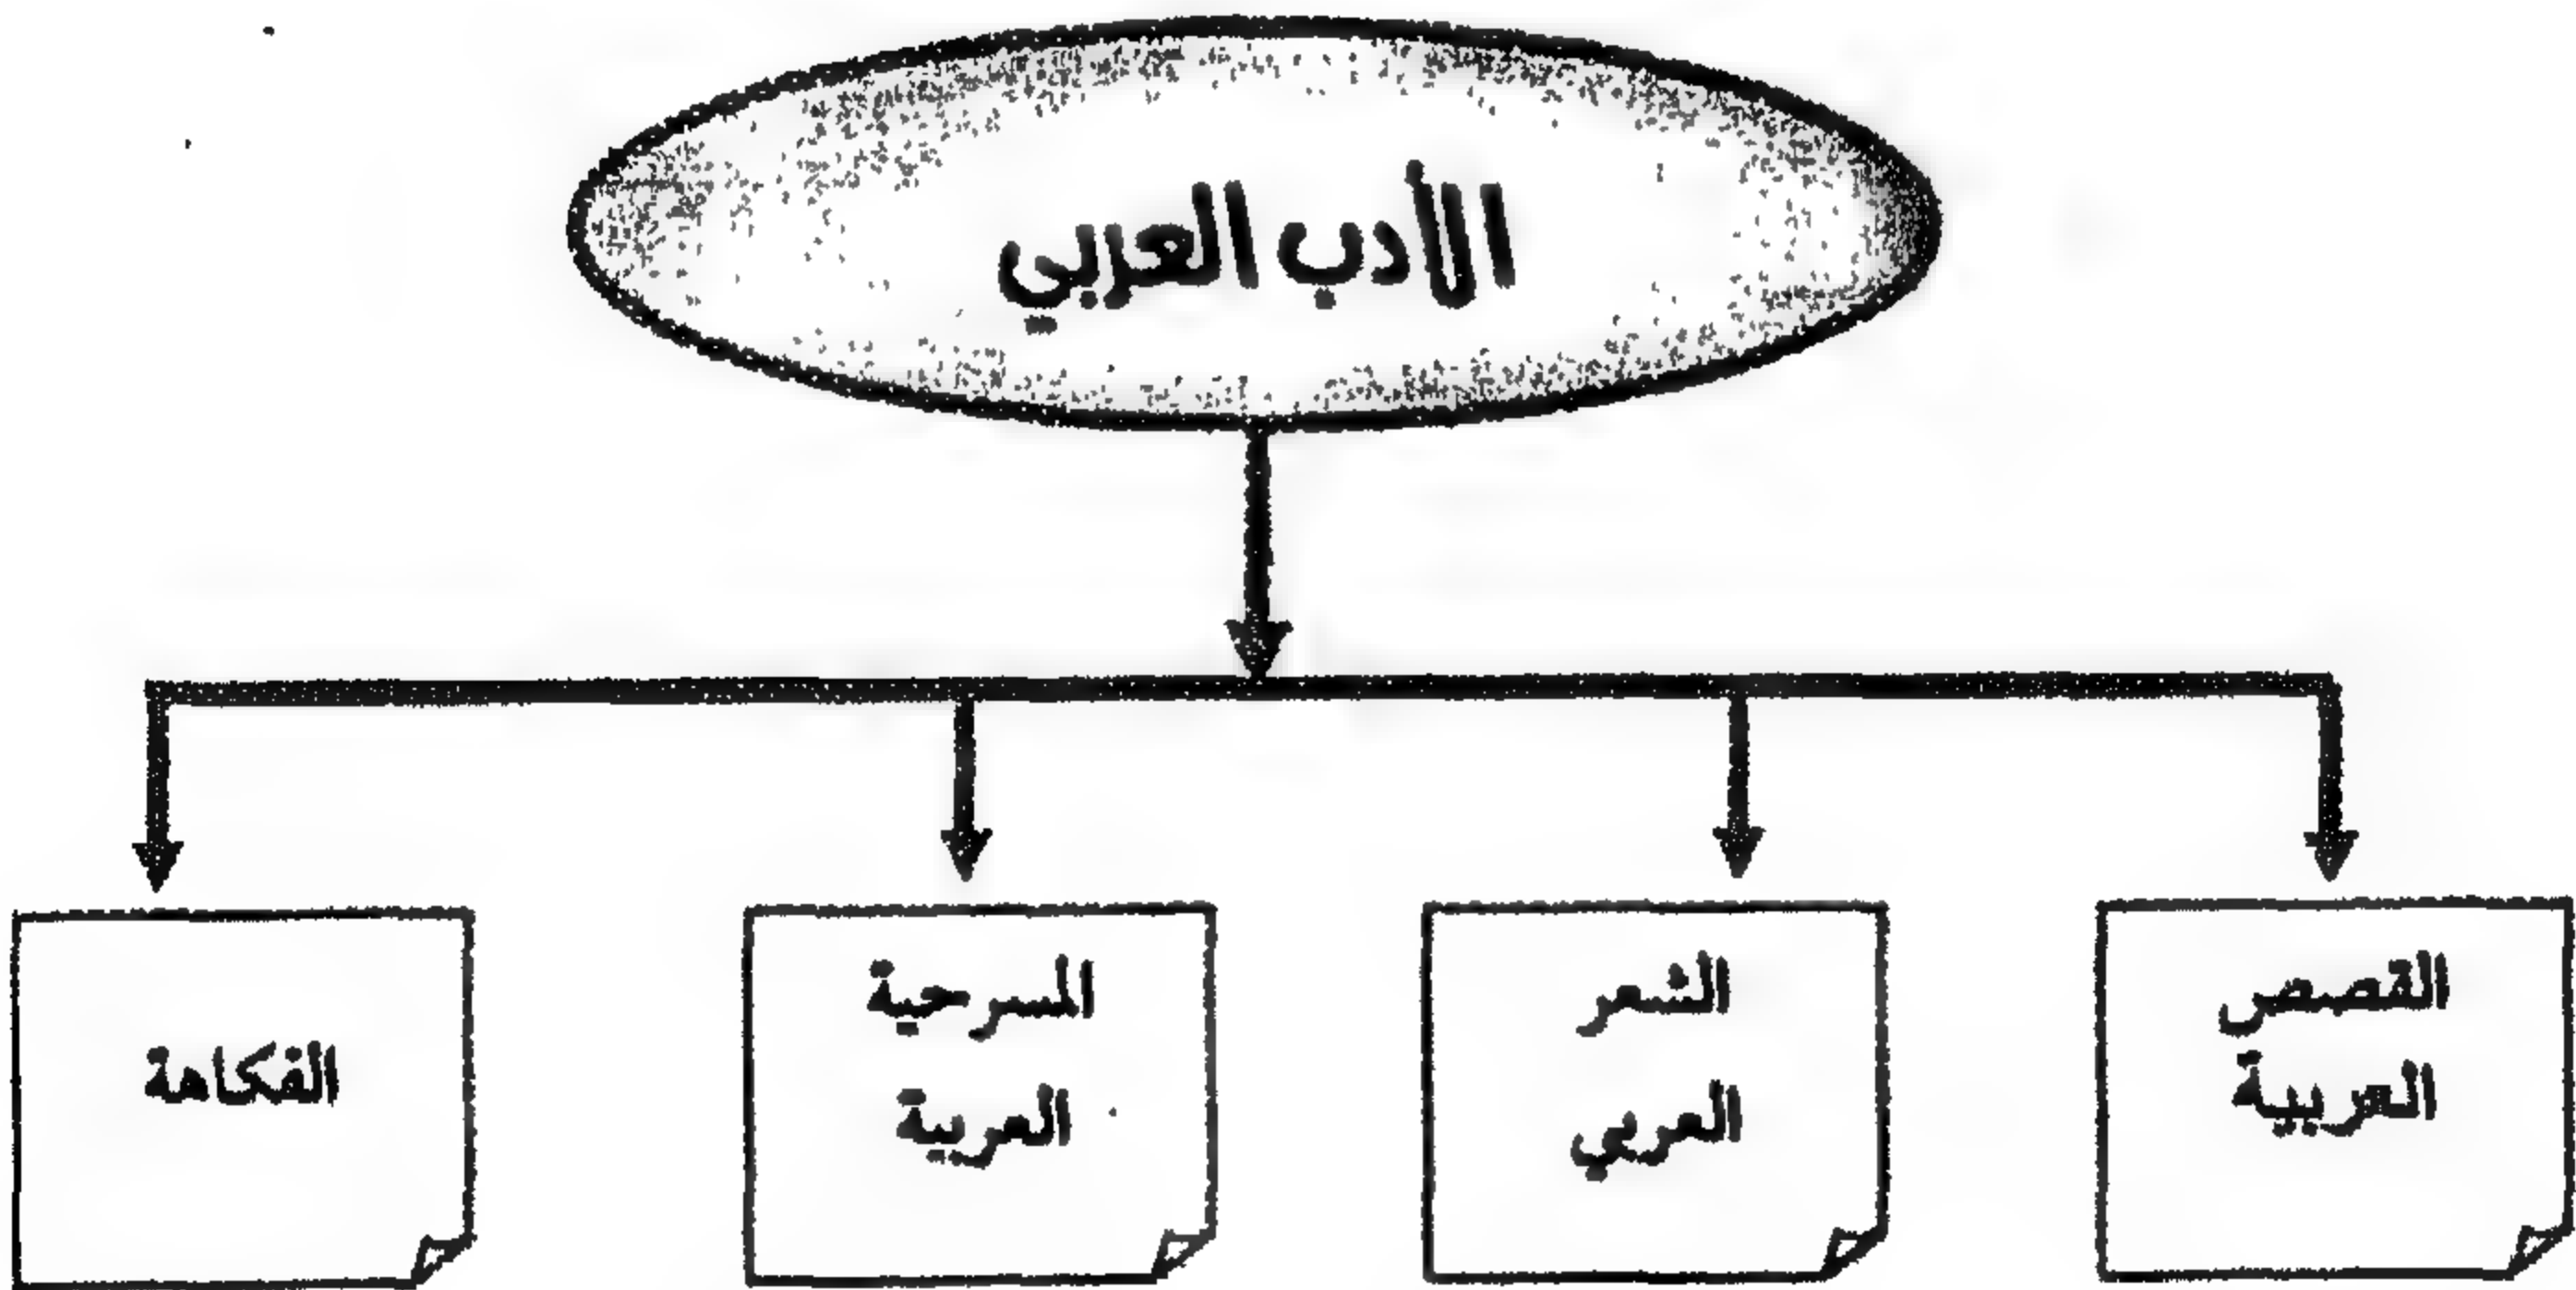 الأدب العربي
القصص
العربية
الشعر
العربي
المسرحية
العربية
الفكاهة